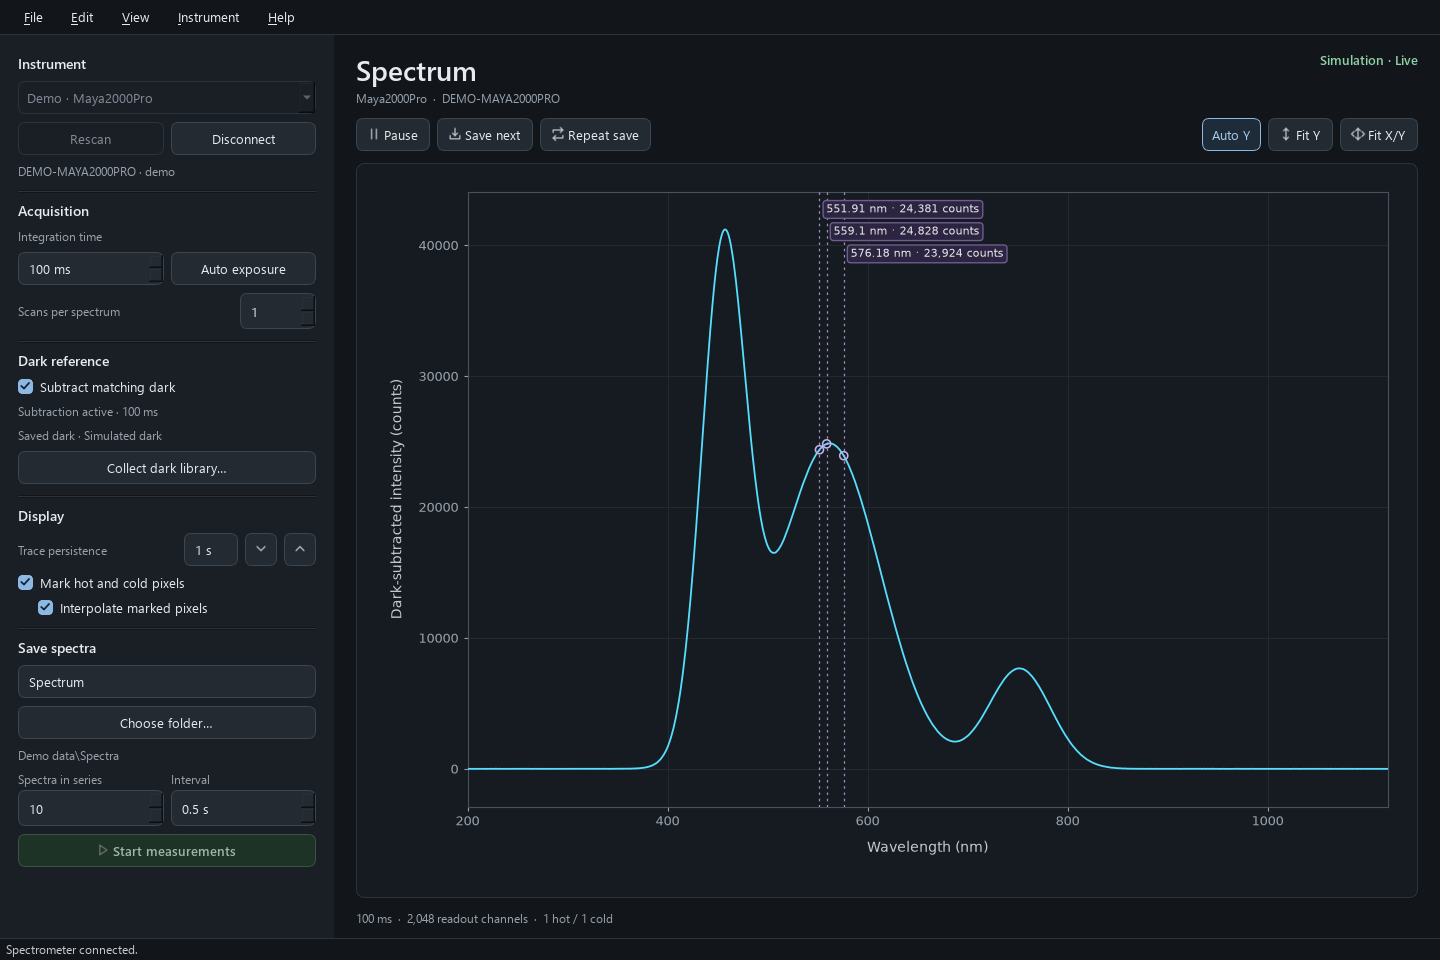 File Edit View Instrument Help
Instrument
Demo · Maya2000Pro
Rescan Disconnect
DEMO-MAYA2000PRO · demo
Acquisition
Integration time
100 ms Auto exposure
Scans per spectrum 1
Dark reference
Subtract matching dark
Subtraction active · 100 ms
Saved dark · Simulated dark
Collect dark library...
Display
Trace persistence 1 s
Mark hot and cold pixels
Interpolate marked pixels
Save spectra
Spectrum
Choose folder...
Demo data\Spectra
Spectra in series Interval
10 0.5 s
Start measurements
Spectrum
Simulation · Live
Maya2000Pro · DEMO-MAYA2000PRO
Pause Save next Repeat save Auto Y Fit Y Fit X/Y
551.91 nm · 24,381 counts
559.1 nm · 24,828 counts
576.18 nm · 23,924 counts
Dark-subtracted intensity (counts)
40000
30000
20000
10000
0
200 400 600 800 1000
Wavelength (nm)
100 ms · 2,048 readout channels · 1 hot / 1 cold
Spectrometer connected.